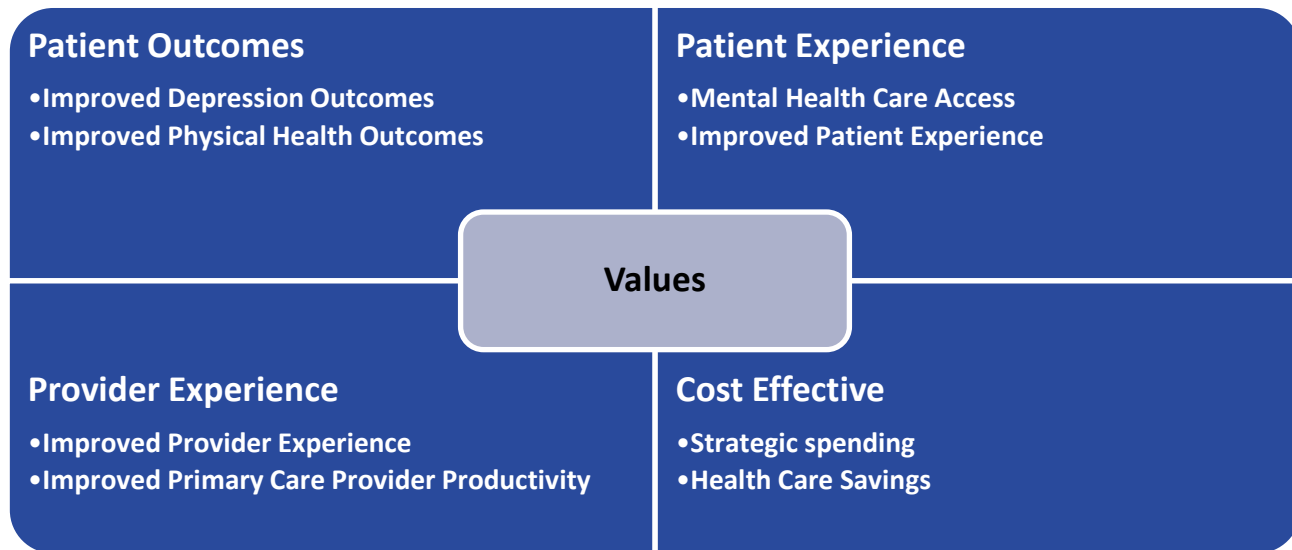 Patient Outcomes
•Improved Depression Outcomes
•Improved Physical Health Outcomes
Patient Experience
•Mental Health Care Access
•Improved Patient Experience
Values
Provider Experience
•Improved Provider Experience
•Improved Primary Care Provider Productivity
Cost Effective
•Strategic spending
•Health Care Savings